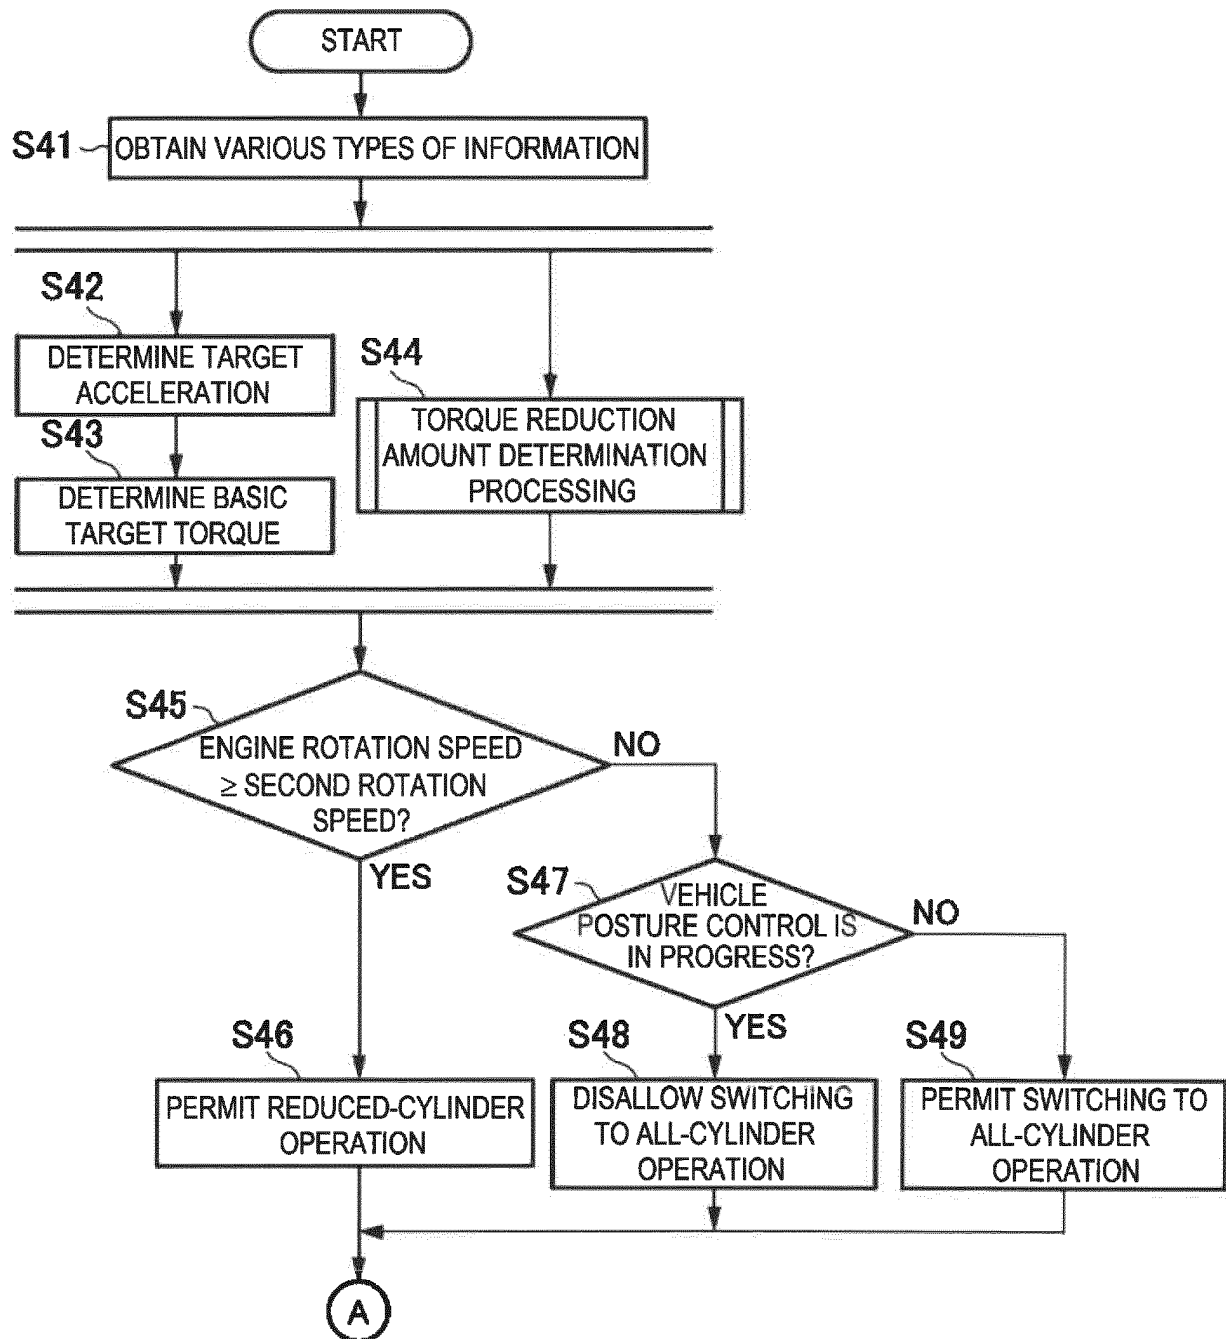 START
S41
OBTAIN VARIOUS TYPES OF INFORMATION
S42
DETERMINE TARGET
ACCELERATION
S43
DETERMINE BASIC
TARGET TORQUE
S44
TORQUE REDUCTION
AMOUNT DETERMINATION
PROCESSING
S45
ENGINE ROTATION SPEED
≥ SECOND ROTATION
SPEED?
NO
YES
S47
VEHICLE
POSTURE CONTROL IS
IN PROGRESS?
NO
YES
S46
PERMIT REDUCED-CYLINDER
OPERATION
S48
DISALLOW SWITCHING
TO ALL-CYLINDER
OPERATION
S49
PERMIT SWITCHING TO
ALL-CYLINDER
OPERATION
A